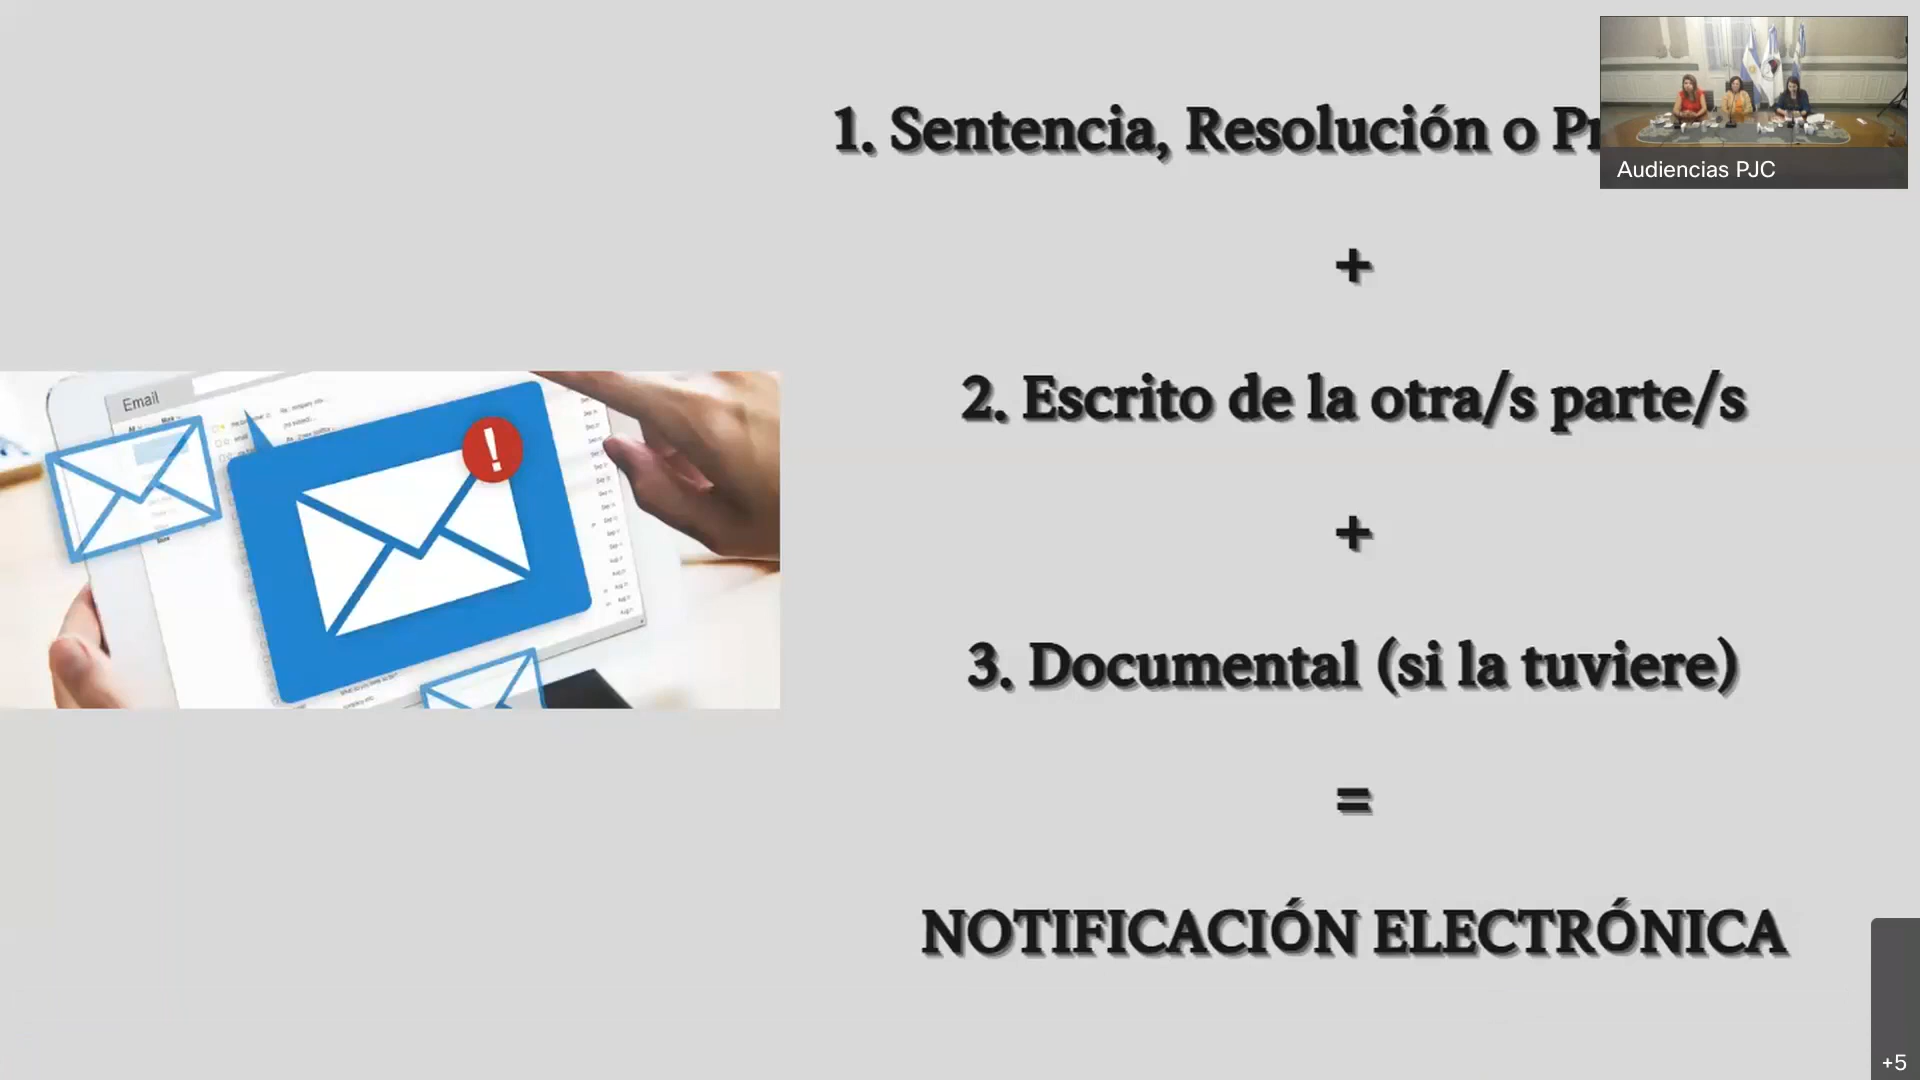 1. Sentencia, Resolución o
Audiencias PJC
+
2. Escrito de la otra/s parte/s
+
3. Documental (si la tuviere)
=
NOTIFICACIÓN ELECTRÓNICA
Email
!
+5